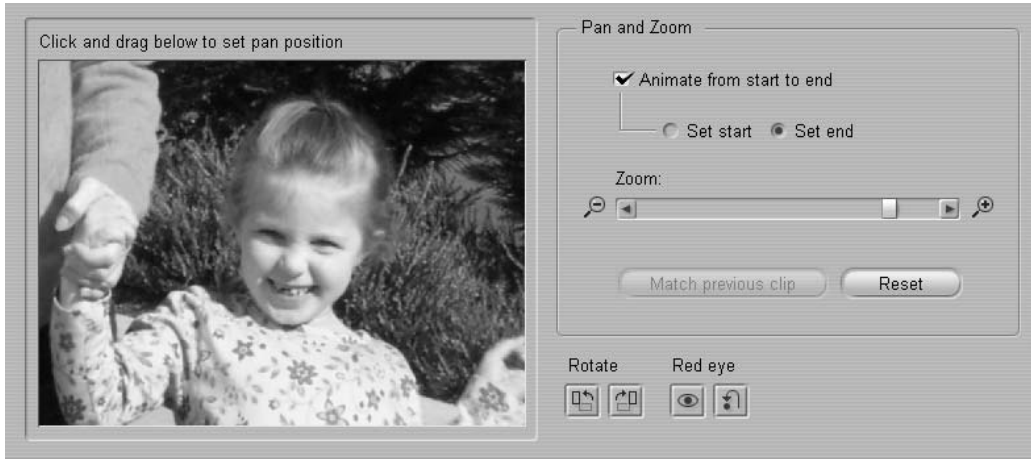 Click and drag below to set pan position
Pan and Zoom
Animate from start to end
Set start Set end
Zoom:
Match previous clip Reset
Rotate Red eye